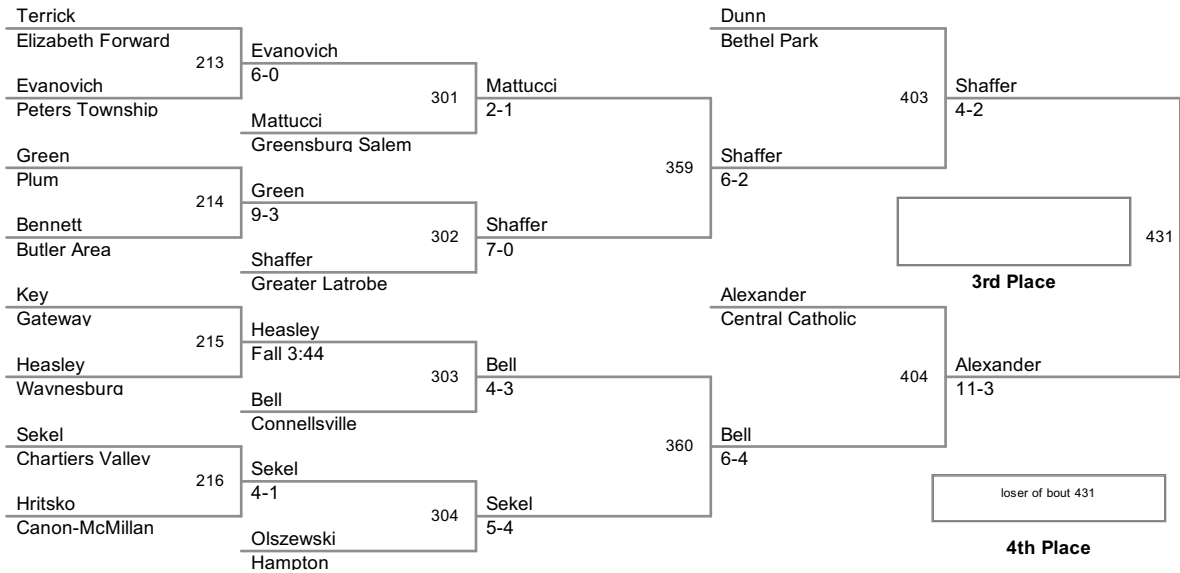 Terrick
Elizabeth Forward
213
Evanovich
Peters Township
Green
Plum
214
Bennett
Butler Area
Key
Gateway
215
Heasley
Waynesburg
Sekel
Chartiers Valley
216
Hritsko
Canon-McMillan
Evanovich
6-0
301
Mattucci
Greensburg Salem
Green
9-3
302
Shaffer
Greater Latrobe
Heasley
Fall 3:44
303
Bell
Connellsville
Sekel
4-1
304
Olszewski
Hampton
Mattucci
2-1
359
Shaffer
7-0
Bell
4-3
360
Sekel
5-4
Dunn
Bethel Park
403
Shaffer
6-2
Alexander
Central Catholic
404
Bell
6-4
Shaffer
4-2
431
3rd Place
Alexander
11-3
loser of bout 431
4th Place